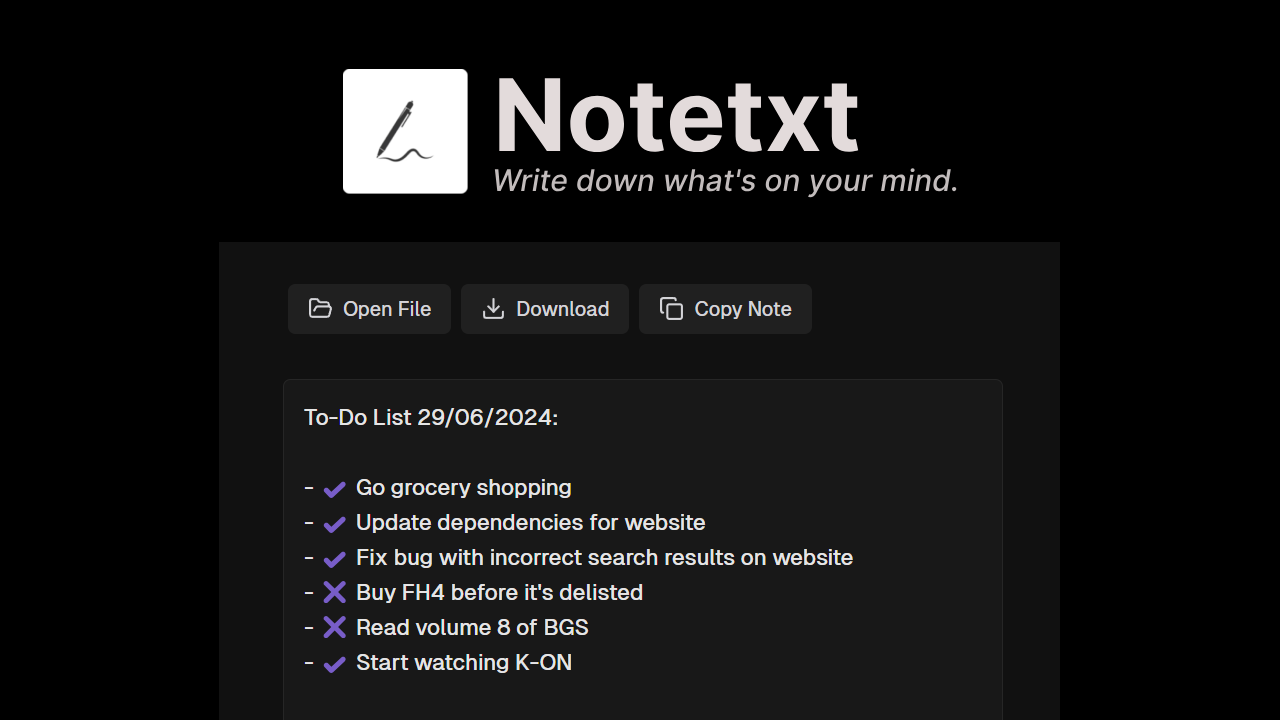 Notetxt
Write down what's on your mind.
Open File
Download
Copy Note
To-Do List 29/06/2024:
- ✔ Go grocery shopping
- ✔ Update dependencies for website
- ✔ Fix bug with incorrect search results on website
- ✖ Buy FH4 before it's delisted
- ✖ Read volume 8 of BGS
- ✔ Start watching K-ON